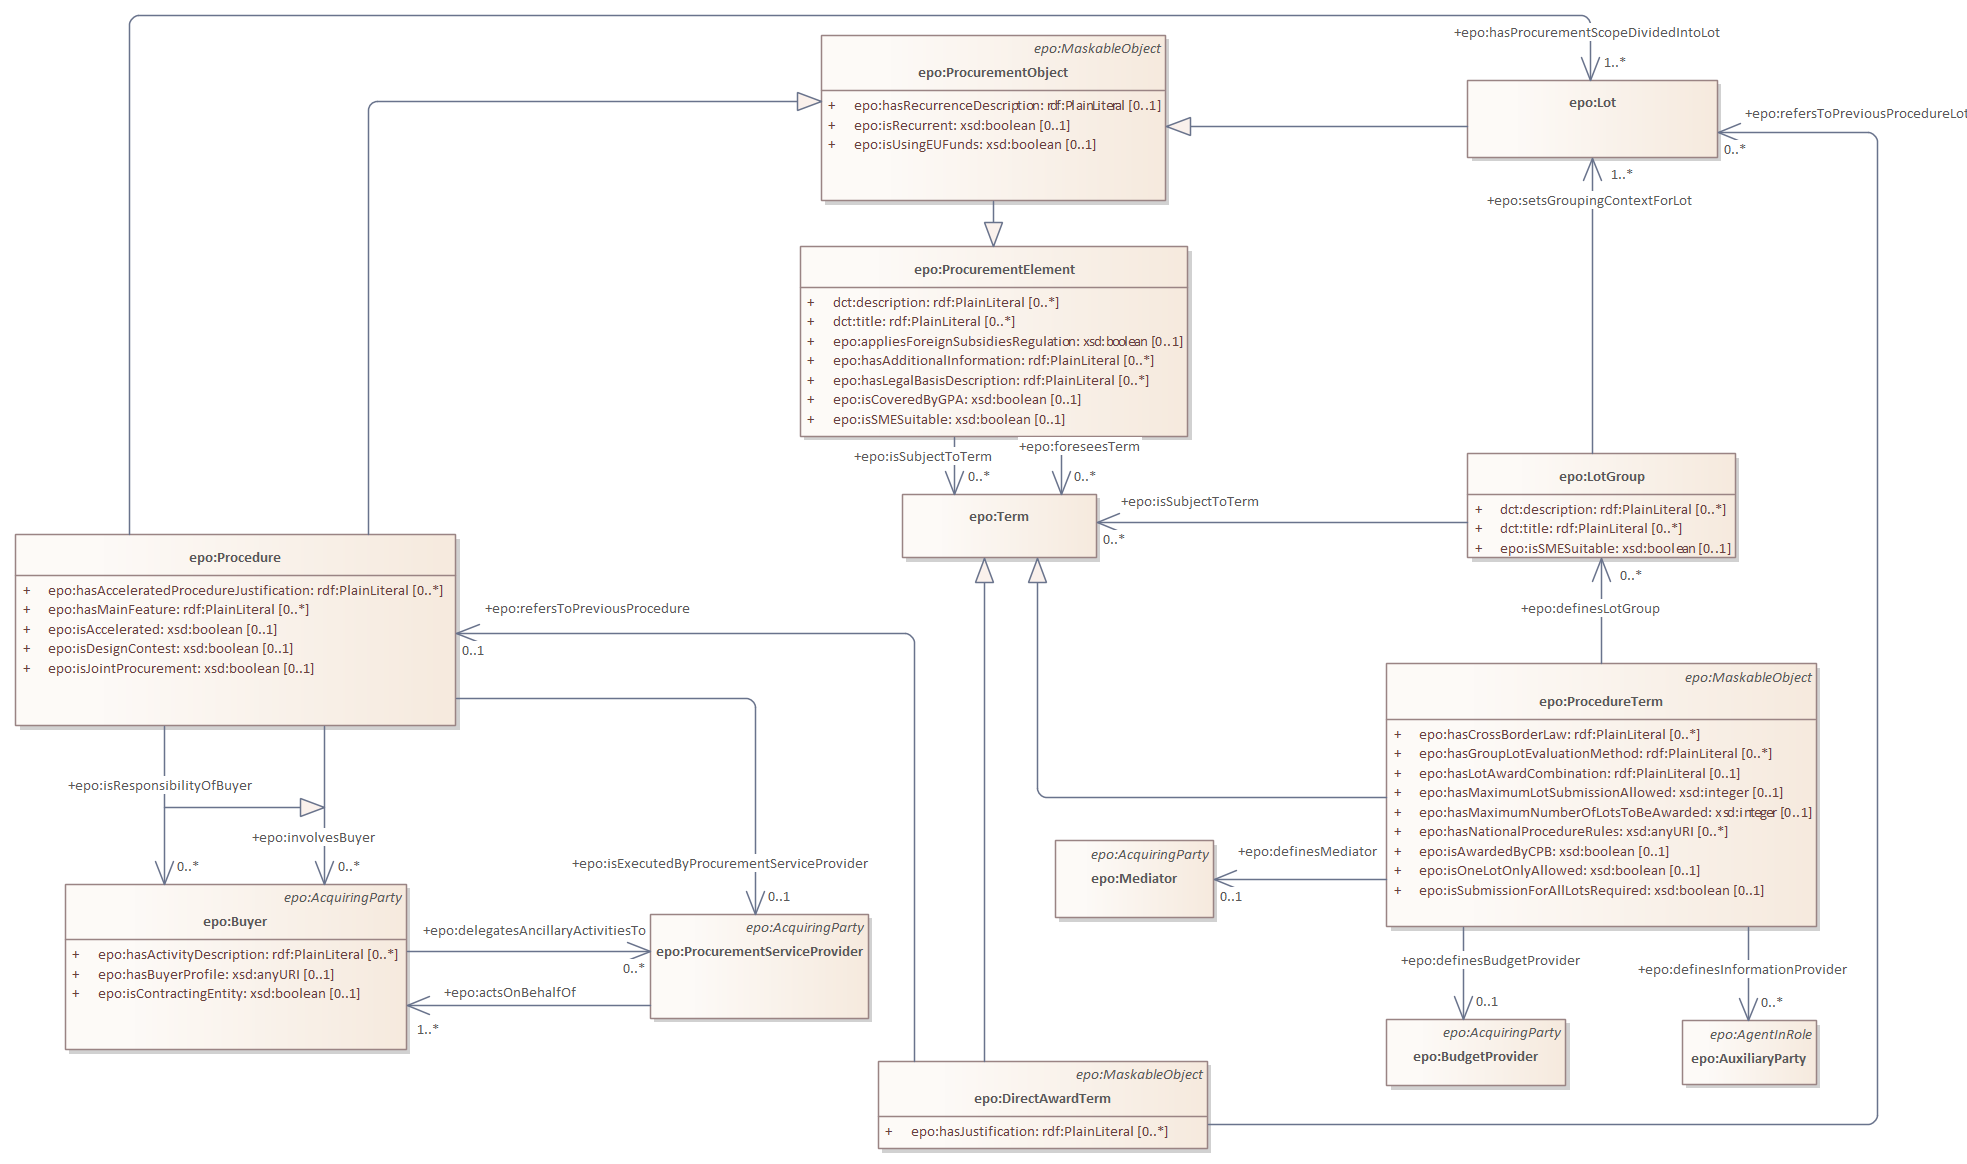 +epo:hasProcurementScopeDividedIntoLot
1..*
epo:MaskableObject
epo:ProcurementObject
+ epo:hasRecurrenceDescription: rdf:PlainLiteral [0..1]
+ epo:isRecurrent: xsd:boolean [0..1]
+ epo:isUsingEUFunds: xsd:boolean [0..1]
epo:Lot
+epo:refersToPreviousProcedureLot
0..*
1..*
+epo:setsGroupingContextForLot
epo:ProcurementElement
+ dct:description: rdf:PlainLiteral [0..*]
+ dct:title: rdf:PlainLiteral [0..*]
+ epo:appliesForeignSubsidiesRegulation: xsd:boolean [0..1]
+ epo:hasAdditionalInformation: rdf:PlainLiteral [0..*]
+ epo:hasLegalBasisDescription: rdf:PlainLiteral [0..*]
+ epo:isCoveredByGPA: xsd:boolean [0..1]
+ epo:isSMESuitable: xsd:boolean [0..1]
+epo:isSubjectToTerm
0..*
+epo:foreseesTerm
0..*
epo:Term
+epo:isSubjectToTerm
0..*
epo:LotGroup
+ dct:description: rdf:PlainLiteral [0..*]
+ dct:title: rdf:PlainLiteral [0..*]
+ epo:isSMESuitable: xsd:boolean [0..1]
0..*
+epo:definesLotGroup
epo:Procedure
+ epo:hasAcceleratedProcedureJustification: rdf:PlainLiteral [0..*]
+ epo:hasMainFeature: rdf:PlainLiteral [0..*]
+ epo:isAccelerated: xsd:boolean [0..1]
+ epo:isDesignContest: xsd:boolean [0..1]
+ epo:isJointProcurement: xsd:boolean [0..1]
+epo:refersToPreviousProcedure
0..1
epo:MaskableObject
epo:ProcedureTerm
+ epo:hasCrossBorderLaw: rdf:PlainLiteral [0..*]
+ epo:hasGroupLotEvaluationMethod: rdf:PlainLiteral [0..*]
+ epo:hasLotAwardCombination: rdf:PlainLiteral [0..1]
+ epo:hasMaximumLotSubmissionAllowed: xsd:integer [0..1]
+ epo:hasMaximumNumberOfLotsToBeAwarded: xsd:integer [0..1]
+ epo:hasNationalProcedureRules: xsd:anyURI [0..*]
+ epo:isAwardedByCPB: xsd:boolean [0..1]
+ epo:isOneLotOnlyAllowed: xsd:boolean [0..1]
+ epo:isSubmissionForAllLotsRequired: xsd:boolean [0..1]
+epo:isResponsibilityOfBuyer
0..*
+epo:involvesBuyer
0..*
+epo:isExecutedByProcurementServiceProvider
0..1
epo:AcquiringParty
epo:Mediator
+epo:definesMediator
0..1
epo:AcquiringParty
epo:Buyer
+ epo:hasActivityDescription: rdf:PlainLiteral [0..*]
+ epo:hasBuyerProfile: xsd:anyURI [0..1]
+ epo:isContractingEntity: xsd:boolean [0..1]
+epo:delegatesAncillaryActivitiesTo
0..*
+epo:actsOnBehalfOf
1..*
epo:AcquiringParty
epo:ProcurementServiceProvider
+epo:definesBudgetProvider
0..1
+epo:definesInformationProvider
0..*
epo:AcquiringParty
epo:BudgetProvider
epo:AgentInRole
epo:AuxiliaryParty
epo:MaskableObject
epo:DirectAwardTerm
+ epo:hasJustification: rdf:PlainLiteral [0..*]